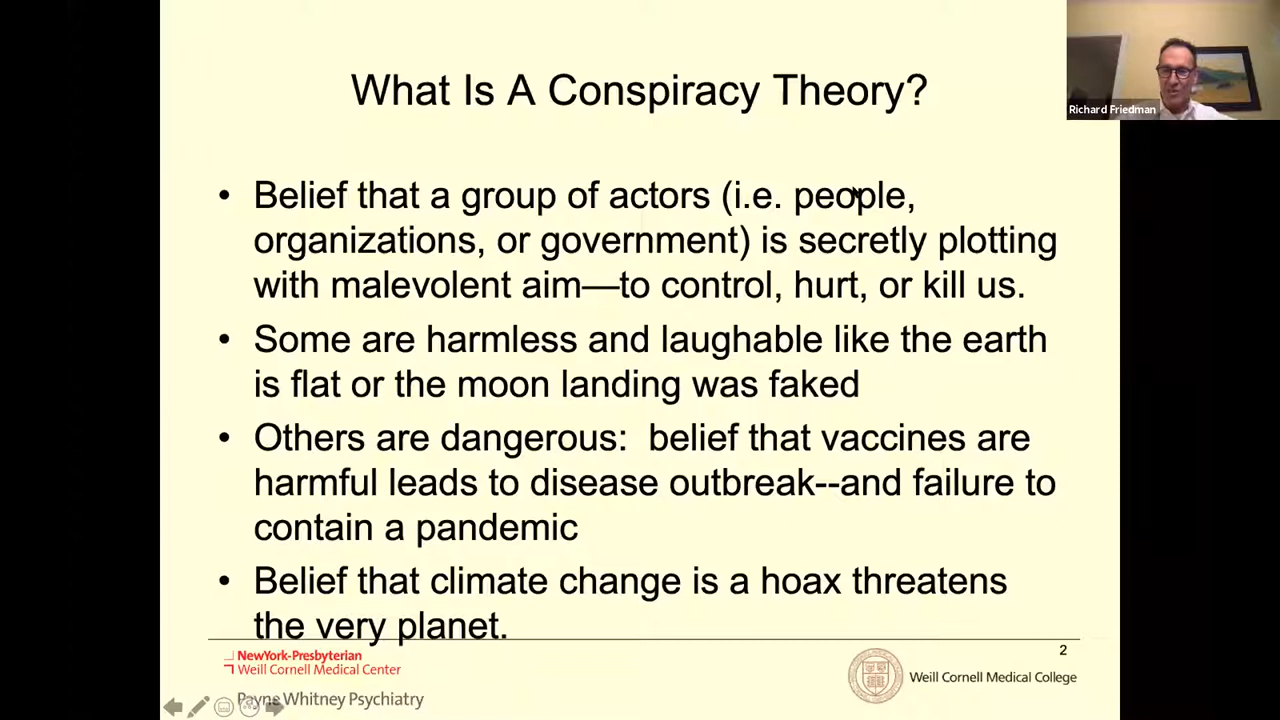 What Is A Conspiracy Theory?
Richard Friedman
• Belief that a group of actors (i.e. people,
organizations, or government) is secretly plotting
with malevolent aim—to control, hurt, or kill us.
• Some are harmless and laughable like the earth
is flat or the moon landing was faked
• Others are dangerous:  belief that vaccines are
harmful leads to disease outbreak--and failure to
contain a pandemic
• Belief that climate change is a hoax threatens
the very planet.
2
NewYork-Presbyterian
Weill Cornell Medical Center
Weill Cornell Medical College
Payne Whitney Psychiatry